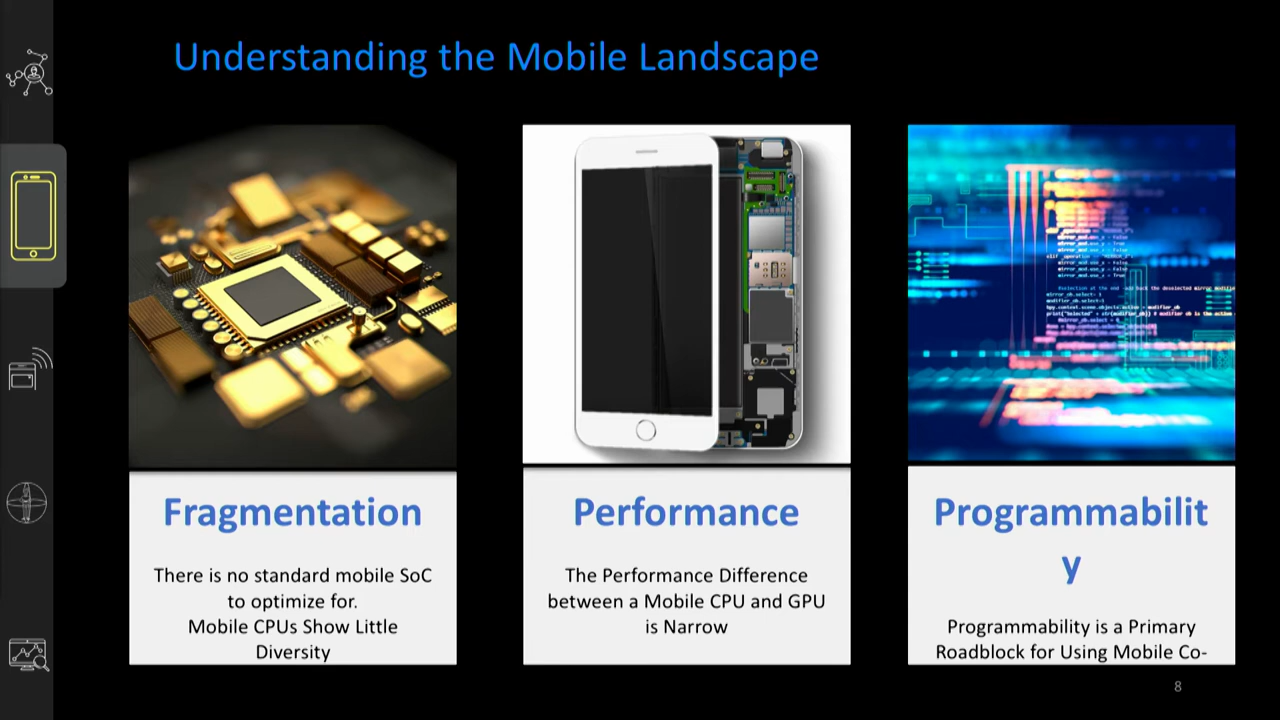 Understanding the Mobile Landscape
Fragmentation
There is no standard mobile SoC
to optimize for.
Mobile CPUs Show Little
Diversity
Performance
The Performance Difference
between a Mobile CPU and GPU
is Narrow
Programmabilit
y
Programmability is a Primary
Roadblock for Using Mobile Co-
8